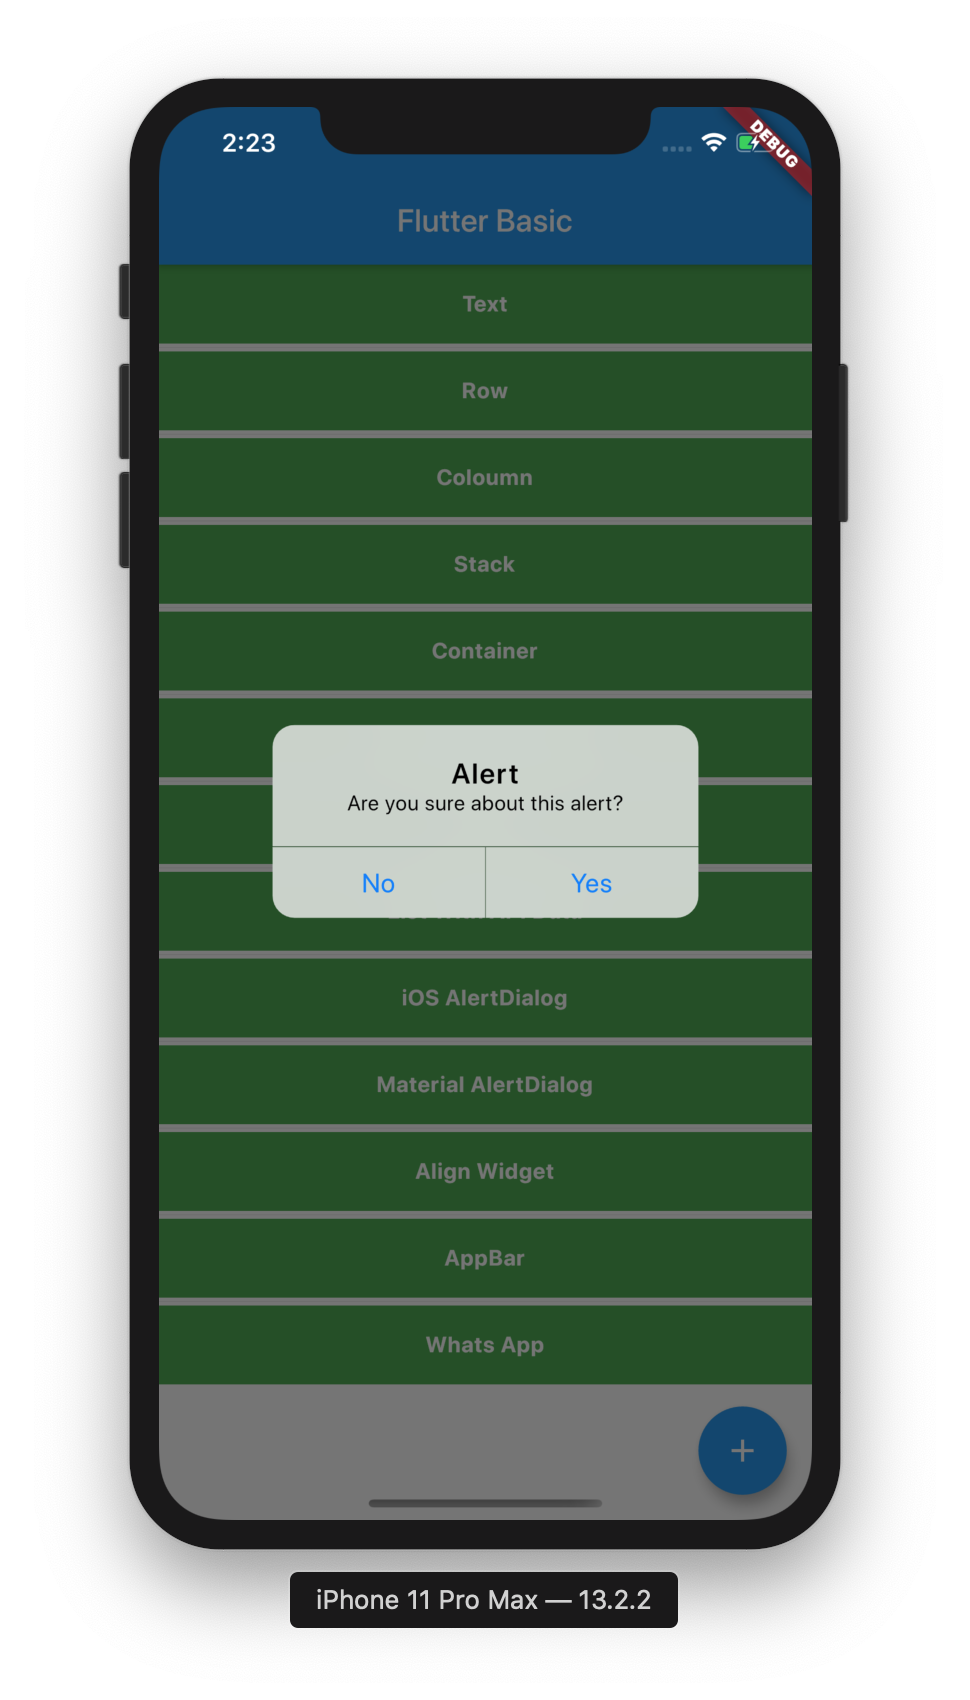 2:23
DEBUG
Flutter Basic
Text
Row
Coloumn
Stack
Container
Alert
Are you sure about this alert?
No Yes
iOS AlertDialog
Material AlertDialog
Align Widget
AppBar
Whats App
+
iPhone 11 Pro Max — 13.2.2